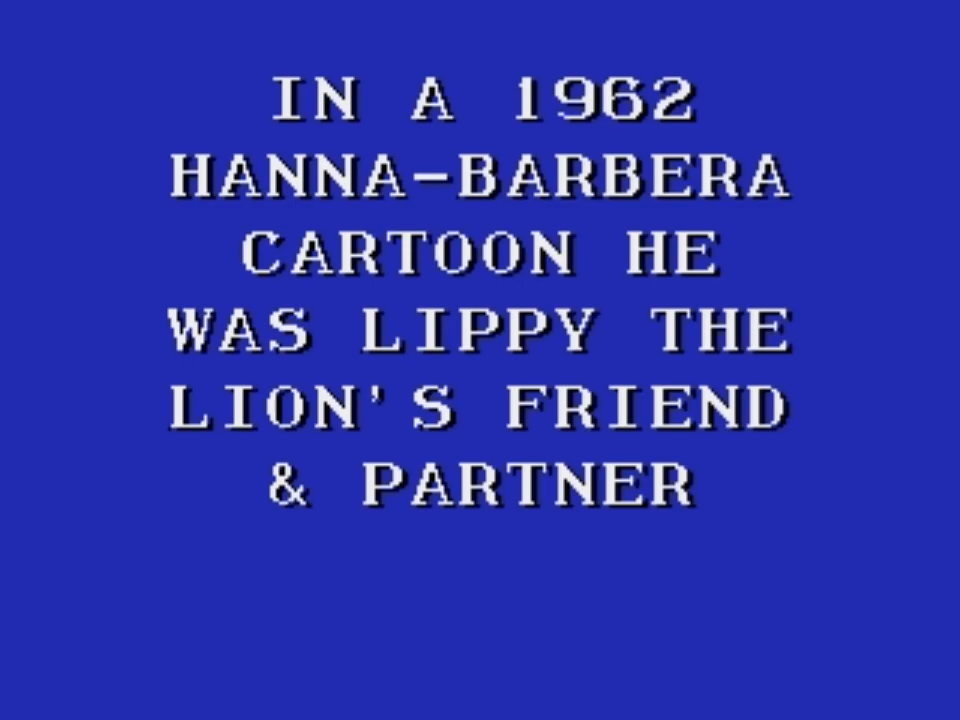 IN A 1962
HANNA-BARBERA
CARTOON HE
WAS LIPPY THE
LION'S FRIEND
& PARTNER